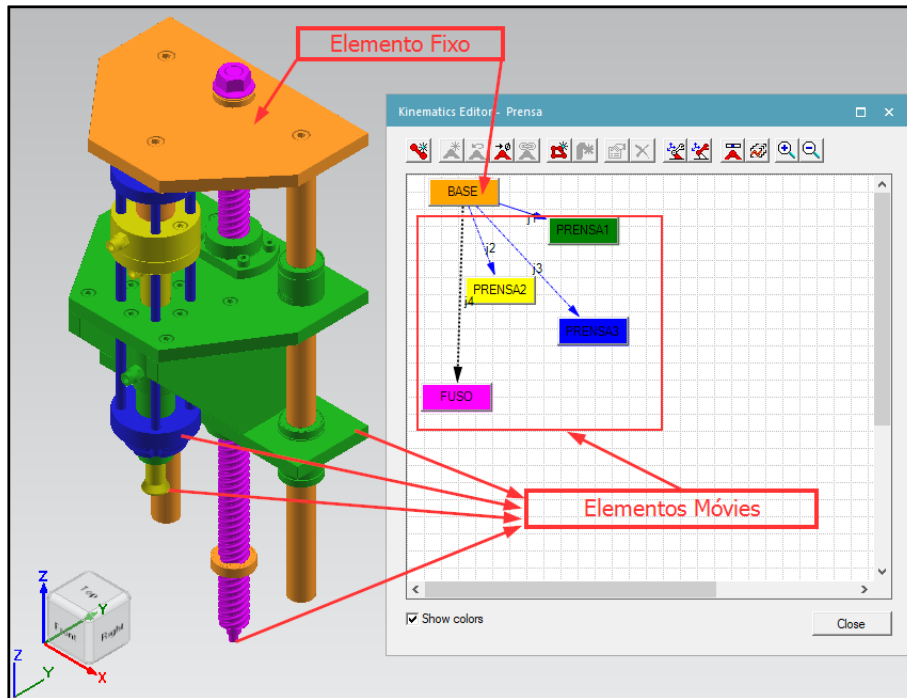 Elemento Fixo
Kinematics Editor - Prensa
BASE
j1
PRENSA1
j2
j3
PRENSA2
j4
PRENSA3
FUSO
Elementos Móvies
Show colors
Close
Top
Front
Right
Z
Y
X
Z
Y